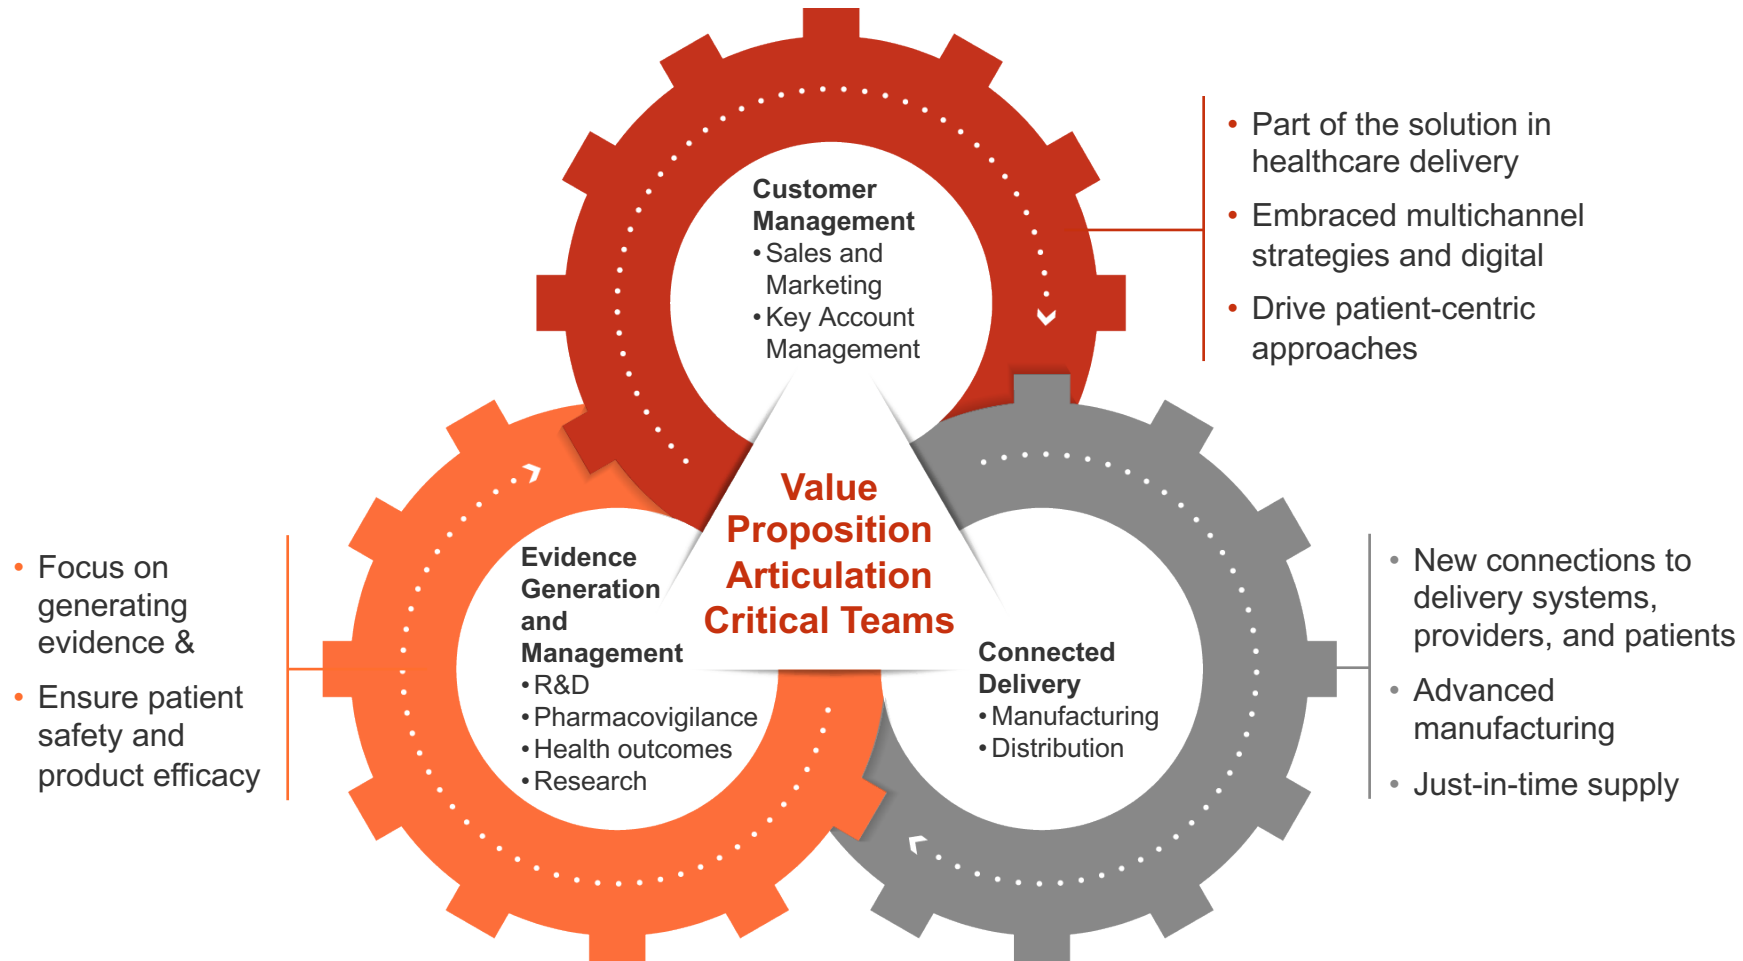 Customer
Management
• Sales and
Marketing
• Key Account
Management
• Part of the solution in
healthcare delivery
• Embraced multichannel
strategies and digital
• Drive patient-centric
approaches
Value
Proposition
Articulation
Critical Teams
• Focus on
generating
evidence &
• Ensure patient
safety and
product efficacy
Evidence
Generation
and
Management
• R&D
• Pharmacovigilance
• Health outcomes
• Research
Connected
Delivery
• Manufacturing
• Distribution
• New connections to
delivery systems,
providers, and patients
• Advanced
manufacturing
• Just-in-time supply